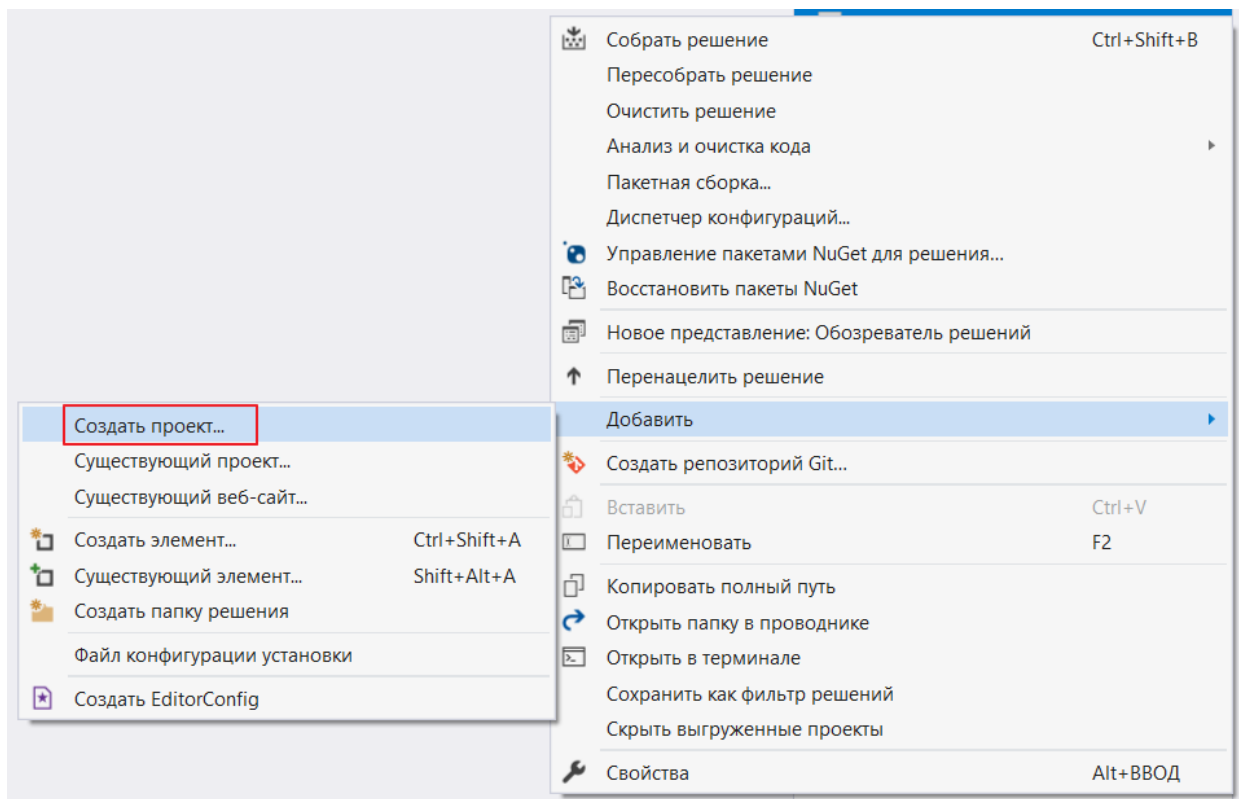 Собрать решение Ctrl+Shift+B
Пересобрать решение
Очистить решение
Анализ и очистка кода
Пакетная сборка...
Диспетчер конфигураций...
Управление пакетами NuGet для решения...
Восстановить пакеты NuGet
Новое представление: Обозреватель решений
Перенацелить решение
Добавить
Создать репозиторий Git...
Вставить Ctrl+V
Переименовать F2
Копировать полный путь
Открыть папку в проводнике
Открыть в терминале
Сохранить как фильтр решений
Скрыть выгруженные проекты
Свойства Alt+ВВОД
Создать проект...
Существующий проект...
Существующий веб-сайт...
Создать элемент... Ctrl+Shift+A
Существующий элемент... Shift+Alt+A
Создать папку решения
Файл конфигурации установки
Создать EditorConfig